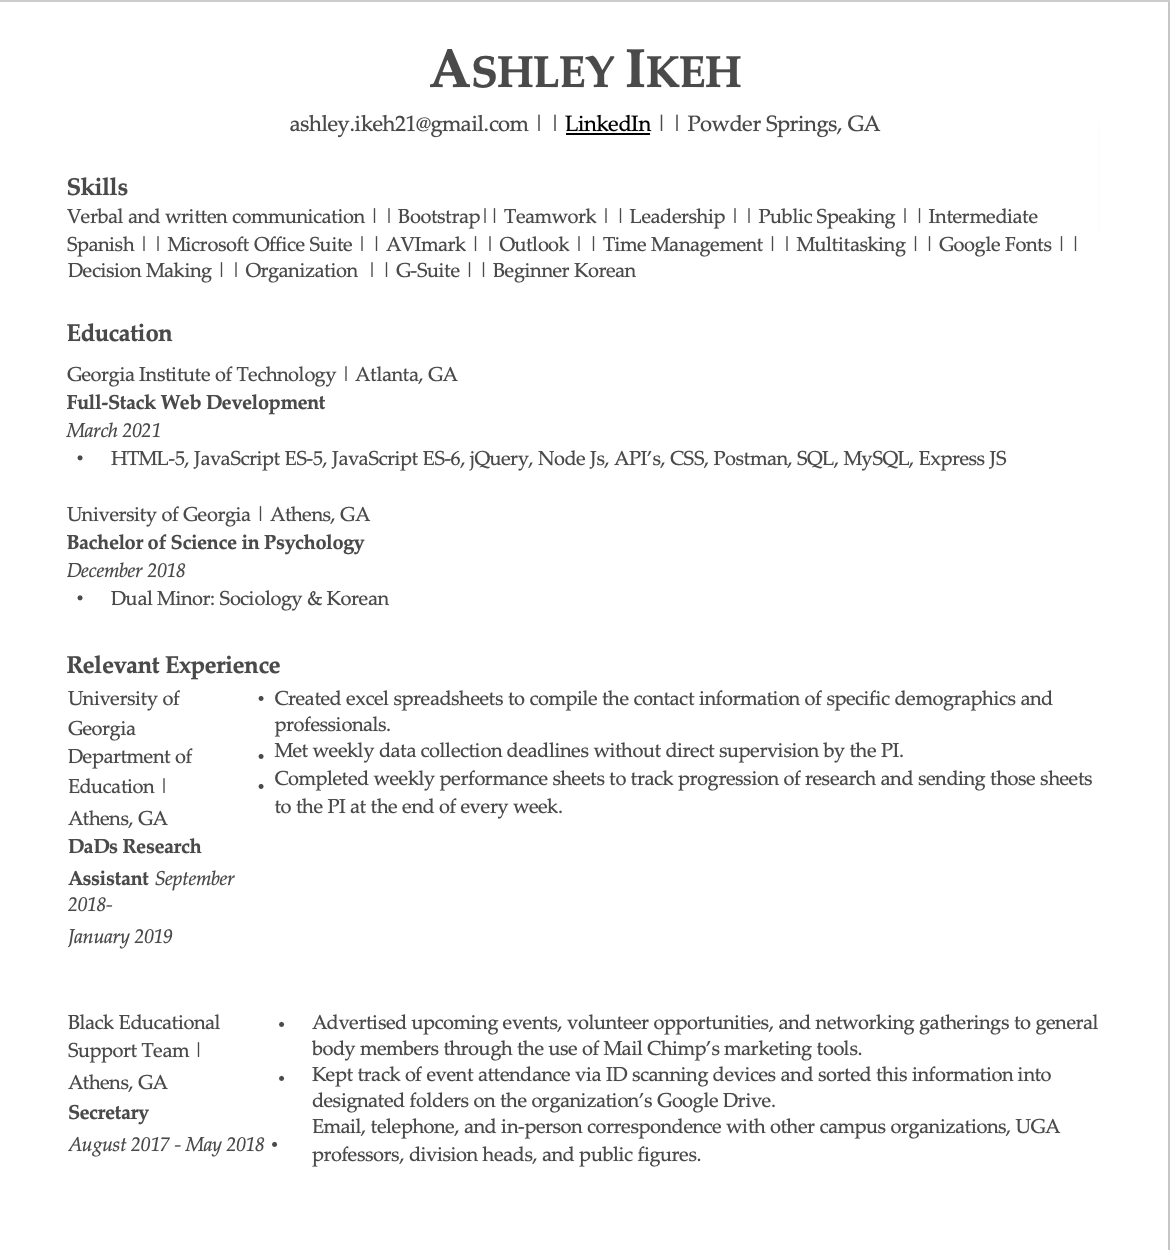 ASHLEY IKEH
ashley.ikeh21@gmail.com | | LinkedIn | | Powder Springs, GA
Skills
Verbal and written communication | | Bootstrap| | Teamwork | | Leadership | | Public Speaking | | Intermediate
Spanish | | Microsoft Office Suite | | AVImark | | Outlook | | Time Management | | Multitasking | | Google Fonts | |
Decision Making | | Organization | | G-Suite | | Beginner Korean
Education
Georgia Institute of Technology | Atlanta, GA
Full-Stack Web Development
March 2021
• HTML-5, JavaScript ES-5, JavaScript ES-6, jQuery, Node Js, API’s, CSS, Postman, SQL, MySQL, Express JS
University of Georgia | Athens, GA
Bachelor of Science in Psychology
December 2018
• Dual Minor: Sociology & Korean
Relevant Experience
University of
Georgia
Department of
Education |
Athens, GA
DaDs Research
Assistant September
2018-
January 2019
• Created excel spreadsheets to compile the contact information of specific demographics and
professionals.
• Met weekly data collection deadlines without direct supervision by the PI.
• Completed weekly performance sheets to track progression of research and sending those sheets
to the PI at the end of every week.
Black Educational
Support Team |
Athens, GA
Secretary
August 2017 - May 2018
• Advertised upcoming events, volunteer opportunities, and networking gatherings to general
body members through the use of Mail Chimp’s marketing tools.
• Kept track of event attendance via ID scanning devices and sorted this information into
designated folders on the organization’s Google Drive.
• Email, telephone, and in-person correspondence with other campus organizations, UGA
professors, division heads, and public figures.